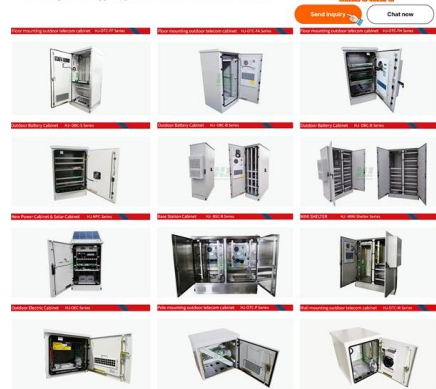 Send Inquiry
Chat now
Floor mounting outdoor telecom cabinet HJ-OTC-FF Series
Floor mounting outdoor telecom cabinet HJ-OTC-FA Series
Floor mounting outdoor telecom cabinet HJ-OTC-FH Series
Outdoor Battery Cabinet HJ-OBC-S Series
Outdoor Battery Cabinet HJ-OBC-B Series
Outdoor Battery Cabinet HJ-OBC-R Series
New Power Cabinet & Solar Cabinet HJ-NPC Series
Base Station Cabinet HJ-BSC-R Series
MINI SHELTER HJ-MINI Shelter Series
Outdoor Electric Cabinet HJ-OEC Series
Pole mounting outdoor telecom cabinet HJ-OTC-P Series
Wall mounting outdoor telecom cabinet HJ-OTC-W Series